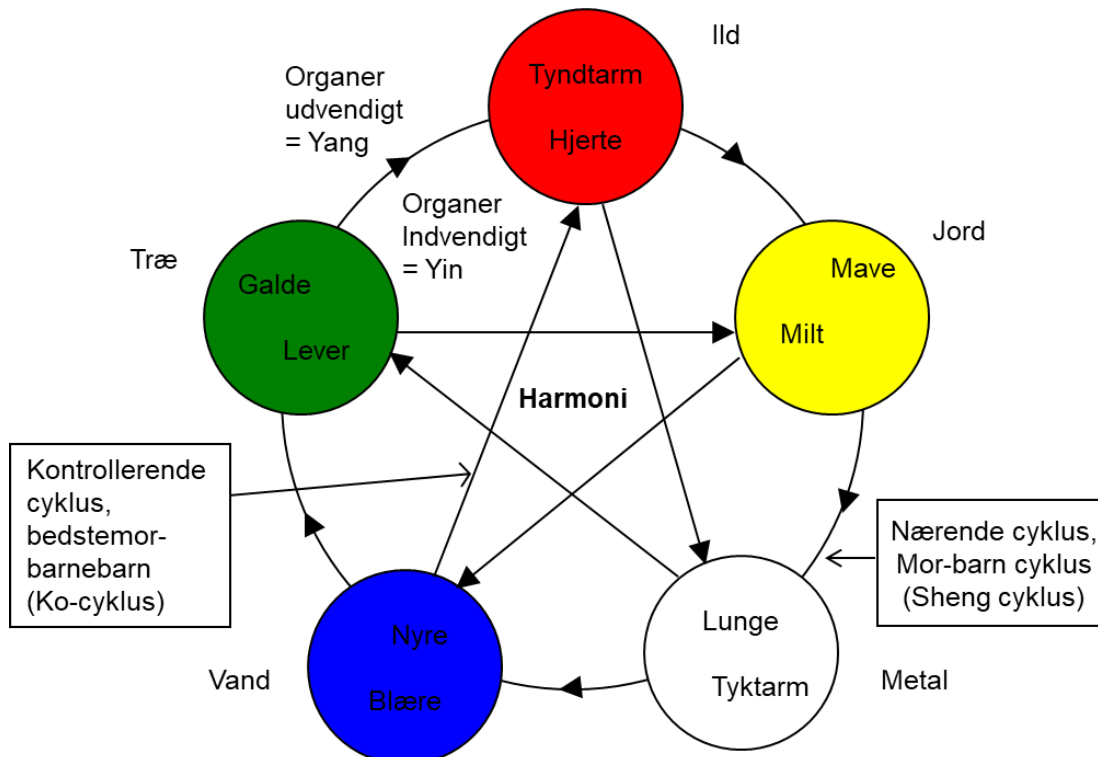 Ild
Tyndtarm
Hjerte
Organer
udvendigt
= Yang
Organer
Indvendigt
= Yin
Træ
Galde
Lever
Jord
Mave
Milt
Harmoni
Kontrollerende
cyklus,
bedstemor-
barnebarn
(Ko-cyklus)
Nærende cyklus,
Mor-barn cyklus
(Sheng cyklus)
Vand
Nyre
Blære
Lunge
Tyktarm
Metal